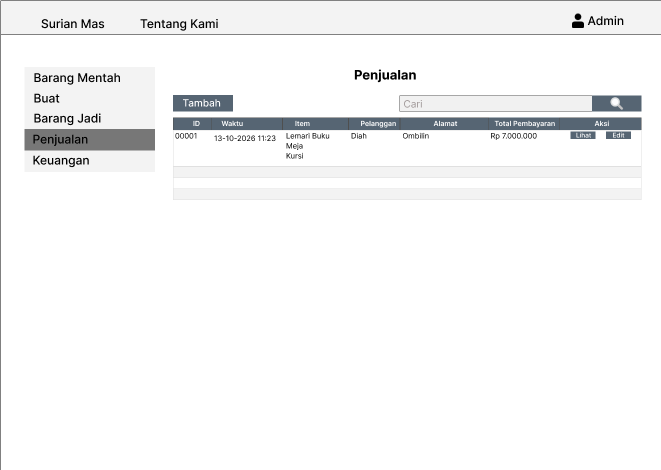 Surian Mas Tentang Kami Admin
Barang Mentah
Buat
Barang Jadi
Penjualan
Keuangan
Penjualan
Tambah Cari
ID Waktu Item Pelanggan Alamat Total Pembayaran Aksi
00001 13-10-2026 11:23 Lemari Buku Diah Ombilin Rp 7.000.000 Lihat Edit
Meja
Kursi